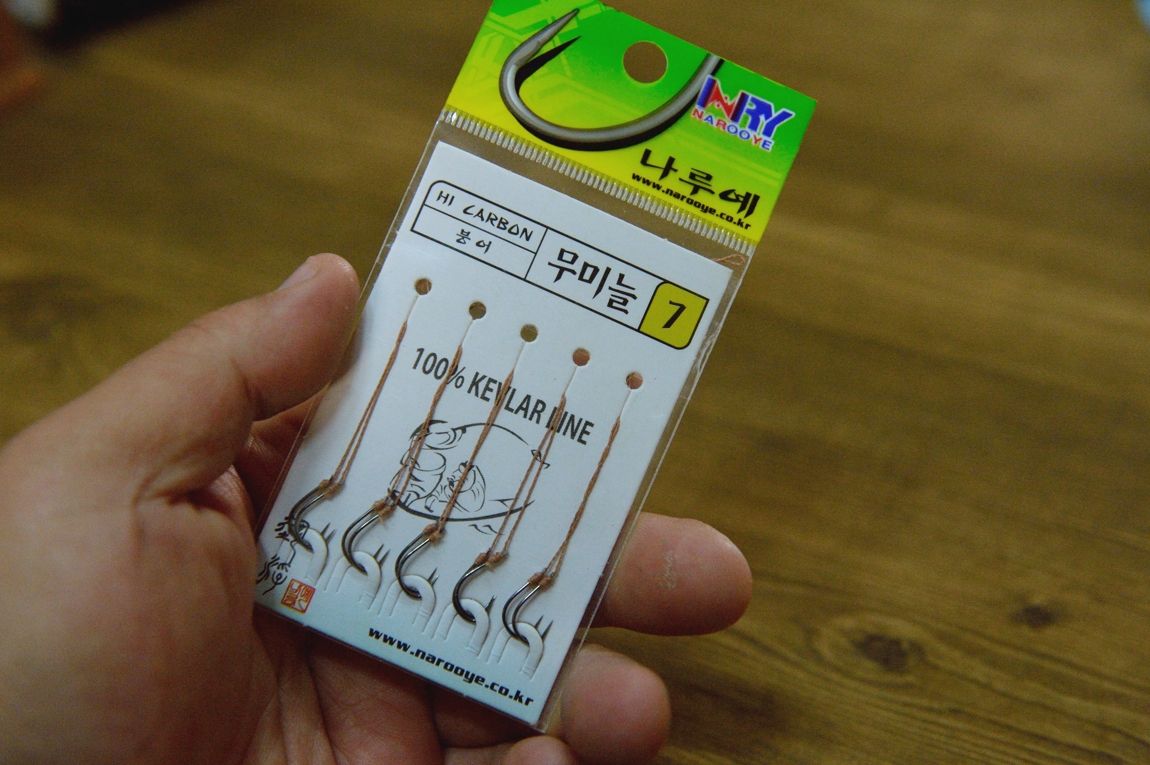 NRY
NAROOYE
나루예
www.narooye.co.kr
HI CARBON
붕어
무미늘
7
100% KEVLAR LINE
www.narooye.co.kr